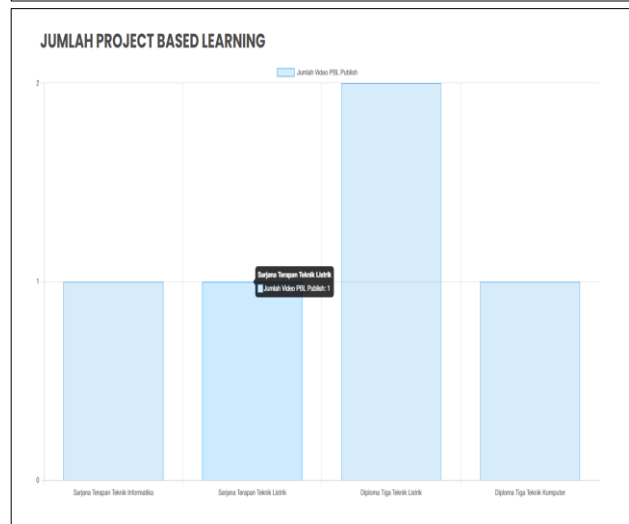 JUMLAH PROJECT BASED LEARNING
Jumlah Video PBL Publish
2
Sarjana Terapan Teknik Listrik
Jumlah Video PBL Publish: 1
1
0
Sarjana Terapan Teknik Informatika
Sarjana Terapan Teknik Listrik
Diploma Tiga Teknik Listrik
Diploma Tiga Teknik Komputer